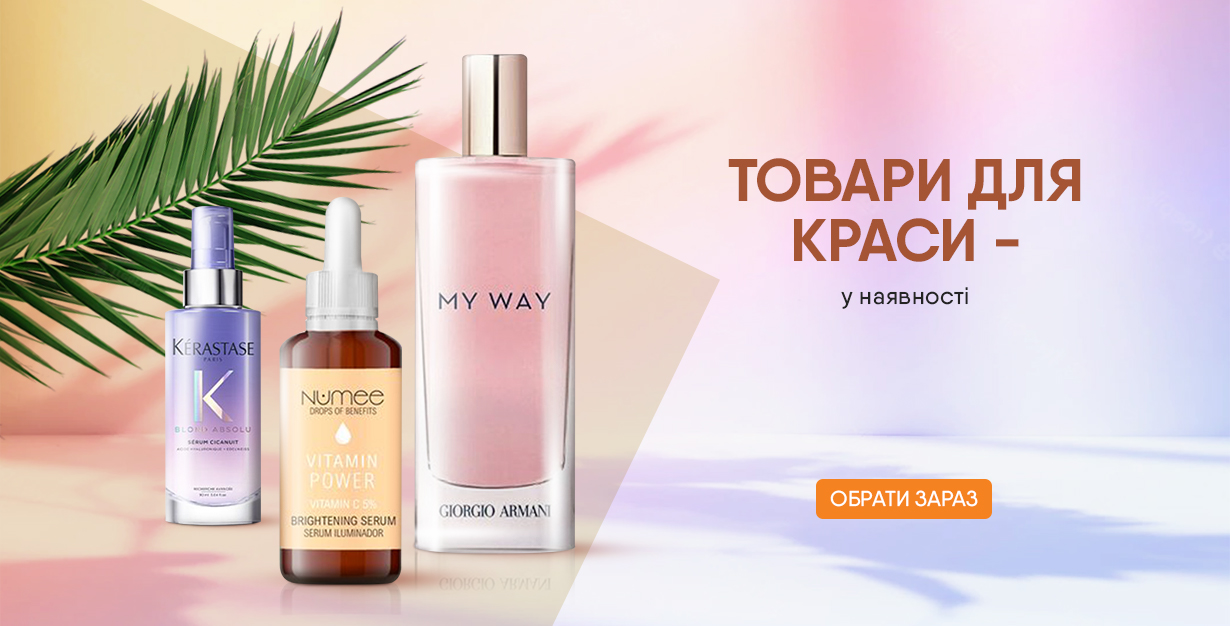 ТОВАРИ ДЛЯ
КРАСИ -
у наявності
ОБРАТИ ЗАРАЗ
KÉRASTASE
PARIS
K
BLOND ABSOLU
SÉRUM CICANUIT
NUMEE
DROPS OF BENEFITS
VITAMIN
POWER
VITAMIN C 5%
BRIGHTENING SERUM
SERUM ILUMINADOR
MY WAY
GIORGIO ARMANI